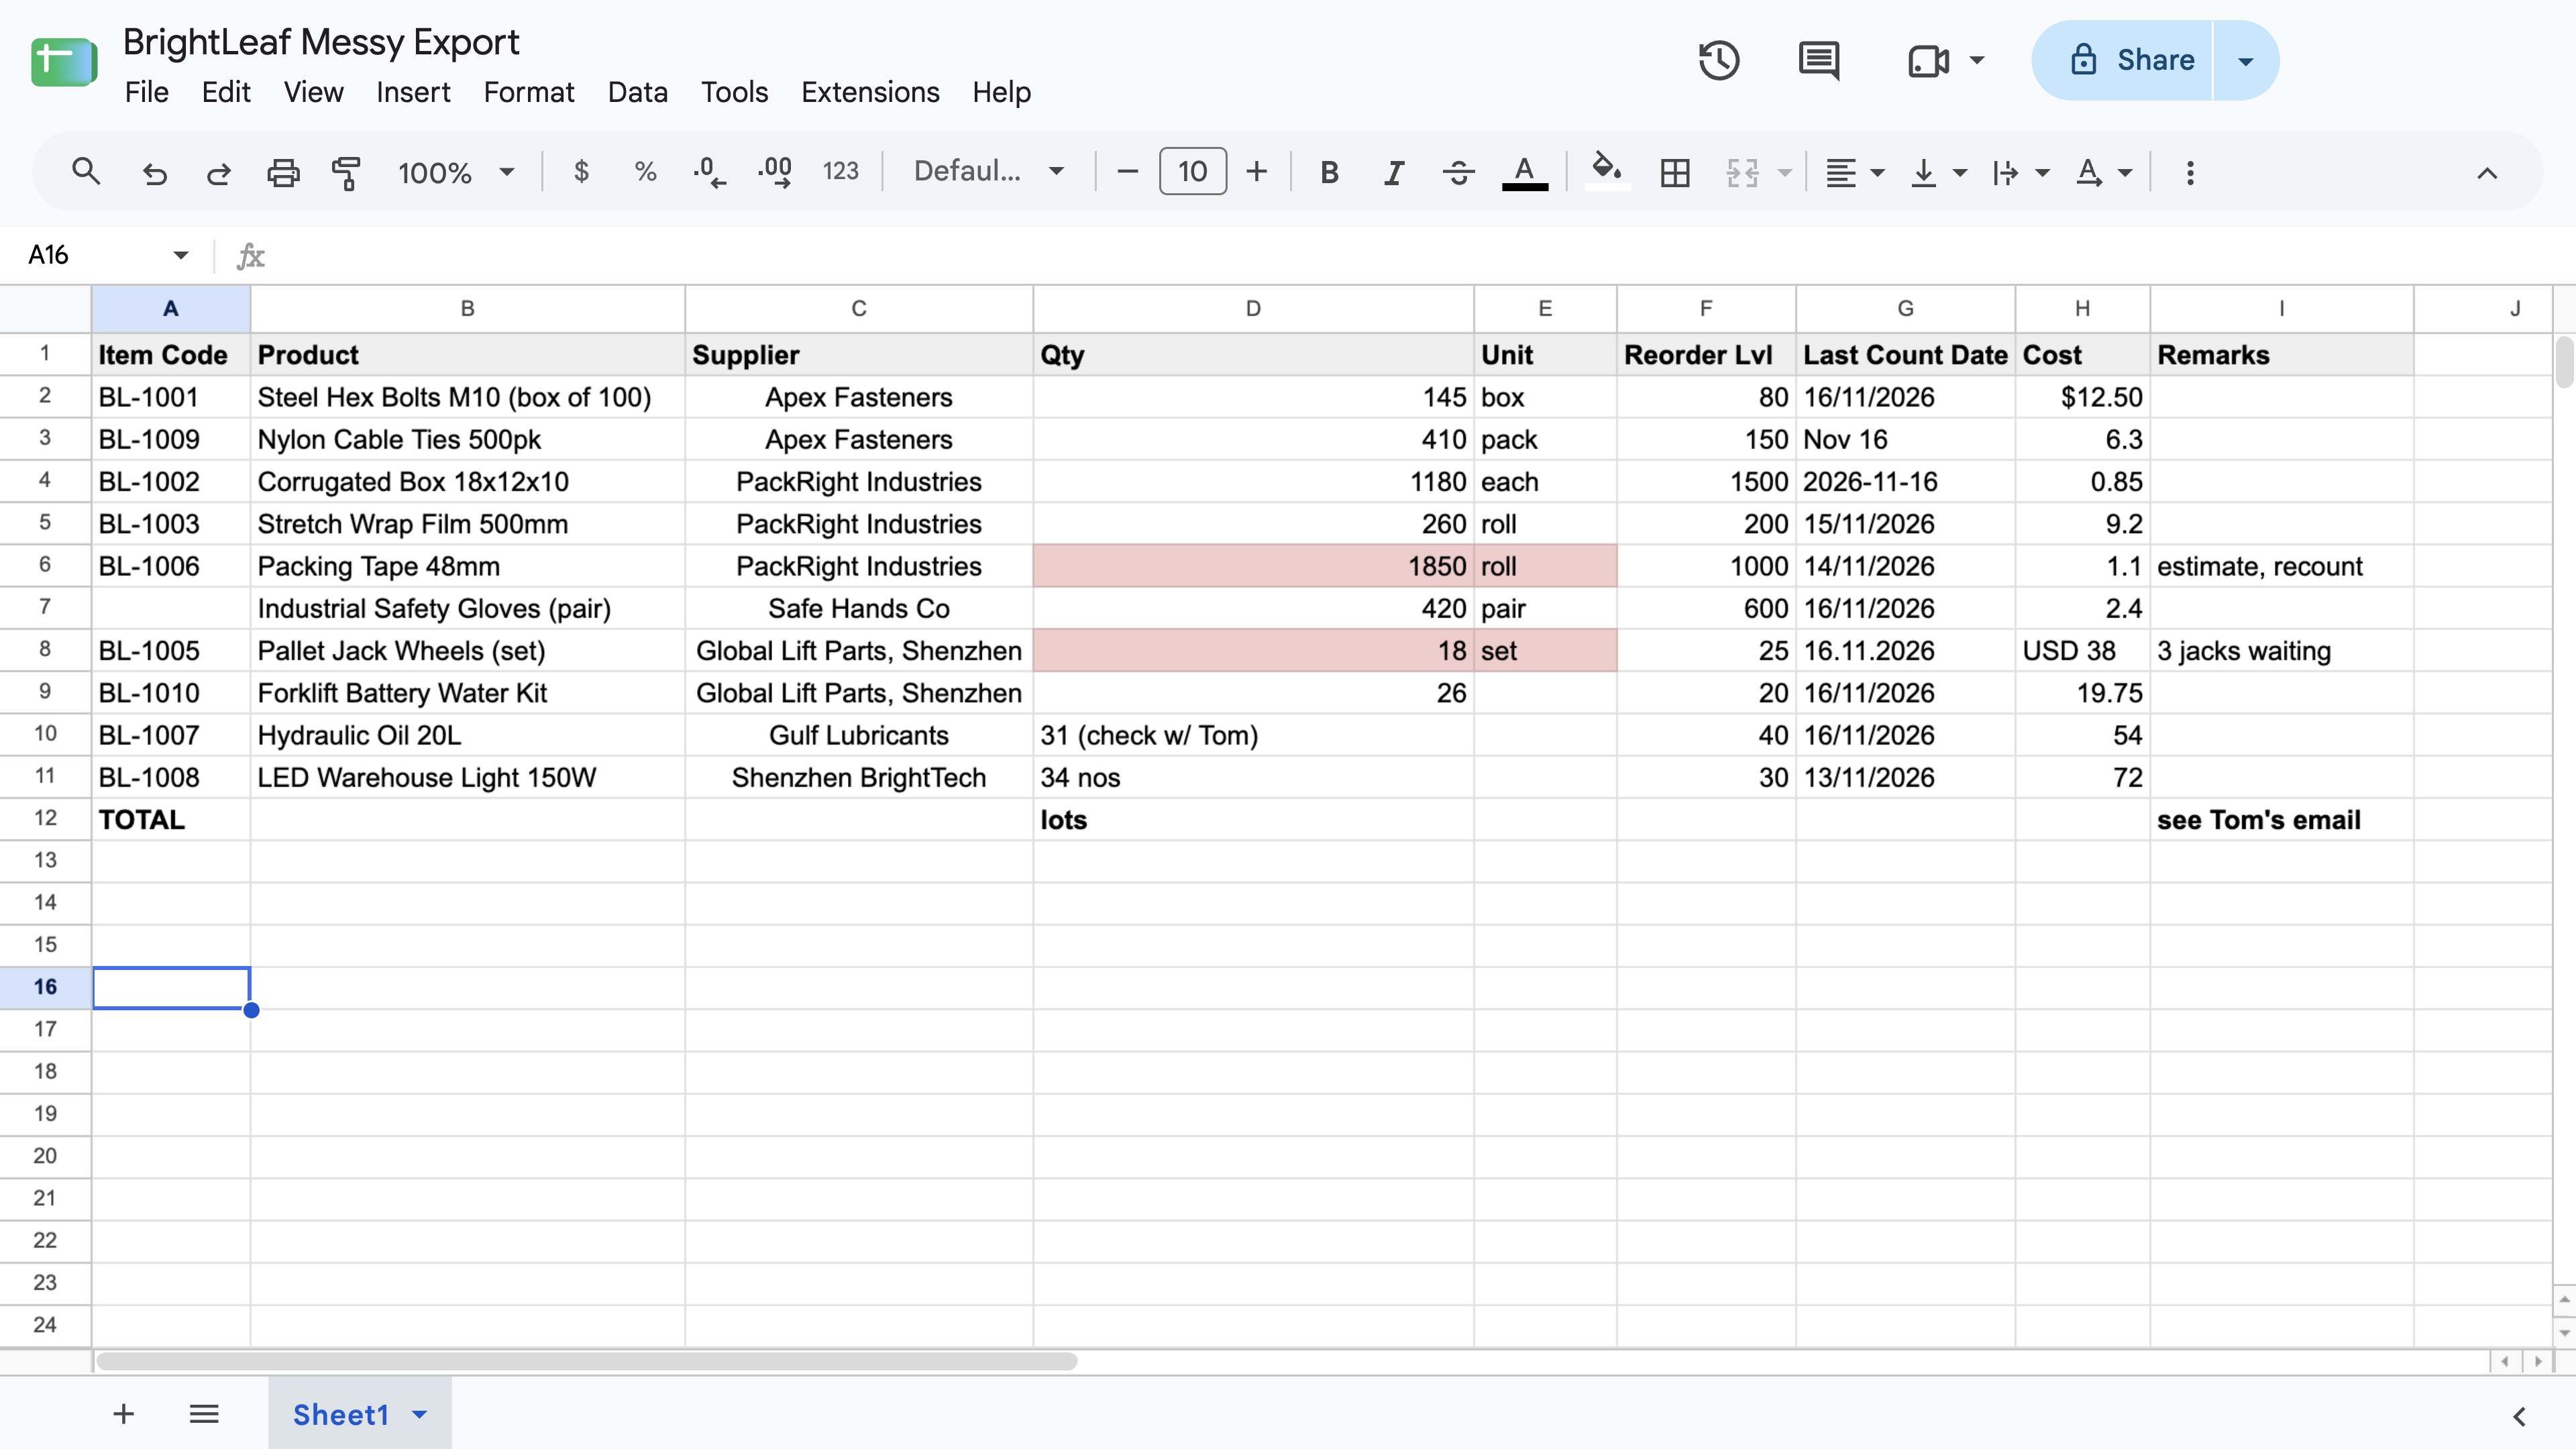 BrightLeaf Messy Export
File Edit View Insert Format Data Tools Extensions Help
Share
100% $ % .0 .00 123 Defaul... 10 B I A A
A16 fx
A B C D E F G H I J
1 Item Code Product Supplier Qty Unit Reorder Lvl Last Count Date Cost Remarks
2 BL-1001 Steel Hex Bolts M10 (box of 100) Apex Fasteners 145 box 80 16/11/2026 $12.50
3 BL-1009 Nylon Cable Ties 500pk Apex Fasteners 410 pack 150 Nov 16 6.3
4 BL-1002 Corrugated Box 18x12x10 PackRight Industries 1180 each 1500 2026-11-16 0.85
5 BL-1003 Stretch Wrap Film 500mm PackRight Industries 260 roll 200 15/11/2026 9.2
6 BL-1006 Packing Tape 48mm PackRight Industries 1850 roll 1000 14/11/2026 1.1 estimate, recount
7 Industrial Safety Gloves (pair) Safe Hands Co 420 pair 600 16/11/2026 2.4
8 BL-1005 Pallet Jack Wheels (set) Global Lift Parts, Shenzhen 18 set 25 16.11.2026 USD 38 3 jacks waiting
9 BL-1010 Forklift Battery Water Kit Global Lift Parts, Shenzhen 26 20 16/11/2026 19.75
10 BL-1007 Hydraulic Oil 20L Gulf Lubricants 31 (check w/ Tom) 40 16/11/2026 54
11 BL-1008 LED Warehouse Light 150W Shenzhen BrightTech 34 nos 30 13/11/2026 72
12 TOTAL lots see Tom's email
13
14
15
16
17
18
19
20
21
22
23
24
Sheet1